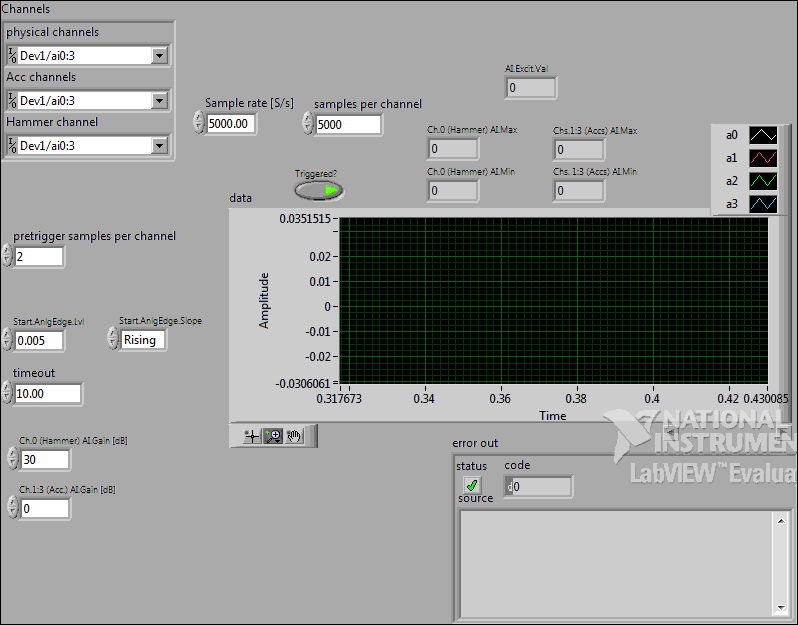 Channels
physical channels
Dev1/ai0:3
Acc channels
Dev1/ai0:3
Hammer channel
Dev1/ai0:3
Sample rate [S/s]
5000.00
samples per channel
5000
AI.Excit.Val
0
Ch.0 (Hammer) AI.Max
0
Chs.1:3 (Accs) AI.Max
0
Ch.0 (Hammer) AI.Min
0
Chs. 1:3 (Accs) AI.Min
0
Triggered?
a0
a1
a2
a3
pretrigger samples per channel
2
Start.AnlgEdge.Lvl
0.005
Start.AnlgEdge.Slope
Rising
timeout
10.00
Ch.0 (Hammer) AI.Gain [dB]
30
Ch.1:3 (Acc.) AI.Gain [dB]
0
data
Amplitude
0.0351515
0.02
0.01
0
-0.01
-0.02
-0.0306061
0.317673
0.34
0.36
0.38
0.4
0.42
0.430085
Time
NATIONAL
INSTRUMEN
LabVIEW™ Evalua
error out
status
code
d0
source